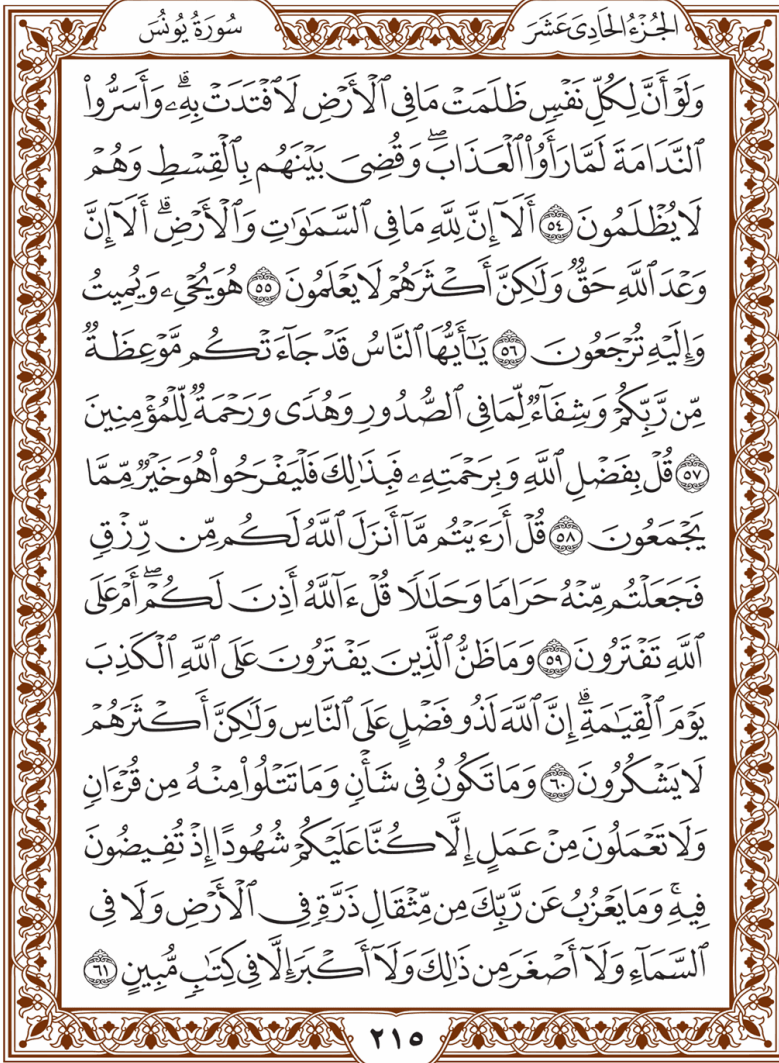 الجُزْءُ الحَادِى عَشَرَ
سُورَةُ يُونُسَ
وَلَوْ أَنَّ لِكُلِّ نَفْسٍ ظَلَمَتْ مَا فِى ٱلْأَرْضِ لَٱفْتَدَتْ بِهِۦۗ وَأَسَرُّوا۟
ٱلنَّدَامَةَ لَمَّا رَأَوُا۟ ٱلْعَذَابَۖ وَقُضِىَ بَيْنَهُم بِٱلْقِسْطِ وَهُمْ
لَا يُظْلَمُونَ ٥٤ أَلَآ إِنَّ لِلَّهِ مَا فِى ٱلسَّمَٰوَٰتِ وَٱلْأَرْضِۗ أَلَآ إِنَّ
وَعْدَ ٱللَّهِ حَقٌّ وَلَٰكِنَّ أَكْثَرَهُمْ لَا يَعْلَمُونَ ٥٥ هُوَ يُحْىِۦ وَيُمِيتُ
وَإِلَيْهِ تُرْجَعُونَ ٥٦ يَٰٓأَيُّهَا ٱلنَّاسُ قَدْ جَآءَتْكُم مَّوْعِظَةٌ
مِّن رَّبِّكُمْ وَشِفَآءٌ لِّمَا فِى ٱلصُّدُورِ وَهُدًى وَرَحْمَةٌ لِّلْمُؤْمِنِينَ
٥٧ قُلْ بِفَضْلِ ٱللَّهِ وَبِرَحْمَتِهِۦ فَبِذَٰلِكَ فَلْيَفْرَحُوا۟ هُوَ خَيْرٌ مِّمَّا
يَجْمَعُونَ ٥٨ قُلْ أَرَءَيْتُم مَّآ أَنزَلَ ٱللَّهُ لَكُم مِّن رِّزْقٍ
فَجَعَلْتُم مِّنْهُ حَرَامًا وَحَلَٰلًا قُلْ ءَآللَّهُ أَذِنَ لَكُمْۖ أَمْ عَلَى
ٱللَّهِ تَفْتَرُونَ ٥٩ وَمَا ظَنُّ ٱلَّذِينَ يَفْتَرُونَ عَلَى ٱللَّهِ ٱلْكَذِبَ
يَوْمَ ٱلْقِيَٰمَةِۗ إِنَّ ٱللَّهَ لَذُو فَضْلٍ عَلَى ٱلنَّاسِ وَلَٰكِنَّ أَكْثَرَهُمْ
لَا يَشْكُرُونَ ٦٠ وَمَا تَكُونُ فِى شَأْنٍ وَمَا تَتْلُوا۟ مِنْهُ مِن قُرْءَانٍ
وَلَا تَعْمَلُونَ مِنْ عَمَلٍ إِلَّا كُنَّا عَلَيْكُمْ شُهُودًا إِذْ تُفِيضُونَ
فِيهِۚ وَمَا يَعْزُبُ عَن رَّبِّكَ مِن مِّثْقَالِ ذَرَّةٍ فِى ٱلْأَرْضِ وَلَا فِى
ٱلسَّمَآءِ وَلَآ أَصْغَرَ مِن ذَٰلِكَ وَلَآ أَكْبَرَ إِلَّا فِى كِتَٰبٍ مُّبِينٍ ٦١
٢١٥